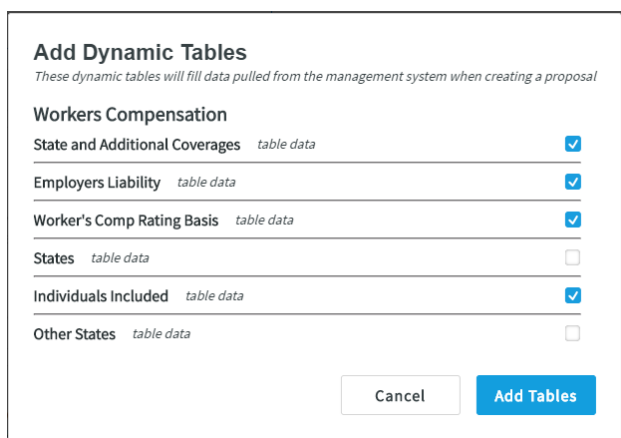 Add Dynamic Tables
These dynamic tables will fill data pulled from the management system when creating a proposal
Workers Compensation
State and Additional Coverages table data
Employers Liability table data
Worker's Comp Rating Basis table data
States table data
Individuals Included table data
Other States table data
Cancel Add Tables